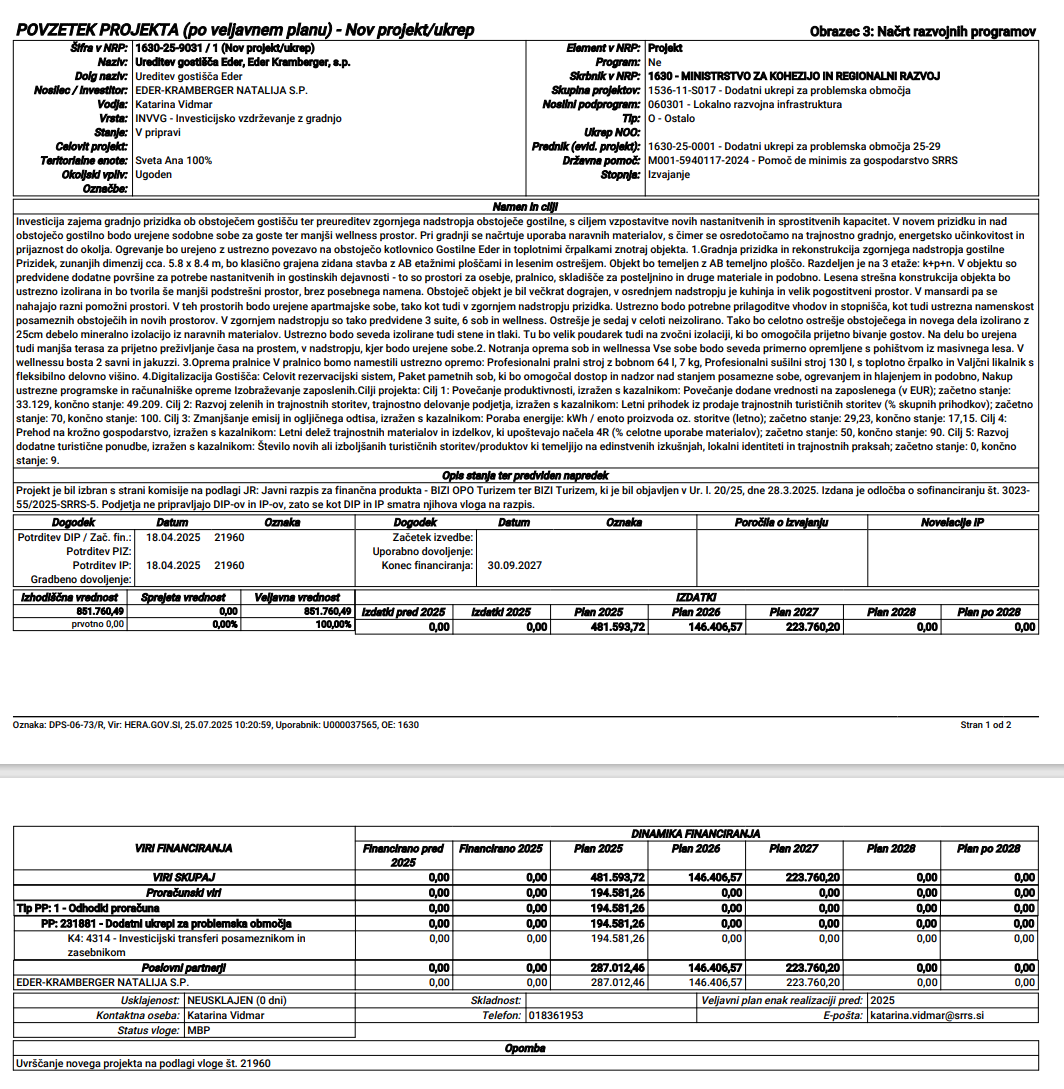 POVZETEK PROJEKTA (po veljavnem planu) - Nov projekt/ukrep
Obrazec 3: Načrt razvojnih programov
Šifra v NRP: 1630-25-9031 / 1 (Nov projekt/ukrep)
Naziv: Ureditev gostišča Eder, Eder Kramberger, s.p.
Dolg naziv: Ureditev gostišča Eder
Nosilec / Investitor: EDER-KRAMBERGER NATALIJA S.P.
Vodja: Katarina Vidmar
Vrsta: INVVG - Investicijsko vzdrževanje z gradnjo
Stanje: V pripravi
Celovit projekt:
Teritorialne enote: Sveta Ana 100%
Okoljski vpliv: Ugoden
Označbe:
Element v NRP: Projekt
Program: Ne
Skrbnik v NRP: 1630 - MINISTRSTVO ZA KOHEZIJO IN REGIONALNI RAZVOJ
Skupina projektov: 1536-11-S017 - Dodatni ukrepi za problemska območja
Nosilni podprogram: 060301 - Lokalno razvojna infrastruktura
Tip: O - Ostalo
Ukrep NOO:
Prednik (evid. projekt): 1630-25-0001 - Dodatni ukrepi za problemska območja 25-29
Državna pomoč: M001-5940117-2024 - Pomoč de minimis za gospodarstvo SRRS
Stopnja: Izvajanje
Namen in cilji
Investicija zajema gradnjo prizidka ob obstoječem gostišču ter preureditev zgornjega nadstropja obstoječe gostilne, s ciljem vzpostavitve novih nastanitvenih in sprostitvenih kapacitet. V novem prizidku in nad
obstoječo gostilno bodo urejene sodobne sobe za goste ter manjši wellness prostor. Pri gradnji se načrtuje uporaba naravnih materialov, s čimer se osredotočamo na trajnostno gradnjo, energetsko učinkovitost in
prijaznost do okolja. Ogrevanje bo urejeno z ustrezno povezavo na obstoječo kotlovnico Gostilne Eder in toplotnimi črpalkami znotraj objekta. 1.Gradnja prizidka in rekonstrukcija zgornjega nadstropja gostilne
Prizidek, zunanjih dimenzij cca. 5.8 x 8.4 m, bo klasično grajena zidana stavba z AB etažnimi ploščami in lesenim ostrešjem. Objekt bo temeljen z AB temeljno ploščo. Razdeljen je na 3 etaže: k+p+n. V objektu so
predvidene dodatne površine za potrebe nastanitvenih in gostinskih dejavnosti - to so prostori za osebje, pralnico, skladišče za posteljnino in druge materiale in podobno. Lesena strešna konstrukcija objekta bo
ustrezno izolirana in bo tvorila še manjši podstrešni prostor, brez posebnega namena. Obstoječ objekt je bil večkrat dograjen, v osrednjem nadstropju je kuhinja in velik pogostitveni prostor. V mansardi pa se
nahajajo razni pomožni prostori. V teh prostorih bodo urejene apartmajske sobe, tako kot tudi v zgornjem nadstropju prizidka. Ustrezno bodo potrebne prilagoditve vhodov in stopnišča, kot tudi ustrezna namenskost
posameznih obstoječih in novih prostorov. V zgornjem nadstropju so tako predvidene 3 suite, 6 sob in wellness. Ostrešje je sedaj v celoti neizolirano. Tako bo celotno ostrešje obstoječega in novega dela izolirano z
25cm debelo mineralno izolacijo iz naravnih materialov. Ustrezno bodo seveda izolirane tudi stene in tlaki. Tu bo velik poudarek tudi na zvočni izolaciji, ki bo omogočila prijetno bivanje gostov. Na delu bo urejena
tudi manjša terasa za prijetno preživljanje časa na prostem, v nadstropju, kjer bodo urejene sobe.2. Notranja oprema sob in wellnessa Vse sobe bodo seveda primerno opremljene s pohištvom iz masivnega lesa. V
wellnessu bosta 2 savni in jakuzzi. 3.Oprema pralnice V pralnico bomo namestili ustrezno opremo: Profesionalni pralni stroj z bobnom 64 l, 7 kg, Profesionalni sušilni stroj 130 l, s toplotno črpalko in Valjčni likalnik s
fleksibilno delovno višino. 4.Digitalizacija Gostišča: Celovit rezervacijski sistem, Paket pametnih sob, ki bo omogočal dostop in nadzor nad stanjem posamezne sobe, ogrevanjem in hlajenjem in podobno, Nakup
ustrezne programske in računalniške opreme Izobraževanje zaposlenih.Cilji projekta: Cilj 1: Povečanje produktivnosti, izražen s kazalnikom: Povečanje dodane vrednosti na zaposlenega (v EUR); začetno stanje:
33.129, končno stanje: 49.209. Cilj 2: Razvoj zelenih in trajnostnih storitev, trajnostno delovanje podjetja, izražen s kazalnikom: Letni prihodek iz prodaje trajnostnih turističnih storitev (% skupnih prihodkov); začetno
stanje: 70, končno stanje: 100. Cilj 3: Zmanjšanje emisij in ogljičnega odtisa, izražen s kazalnikom: Poraba energije: kWh / enoto proizvoda oz. storitve (letno); začetno stanje: 29,23, končno stanje: 17,15. Cilj 4:
Prehod na krožno gospodarstvo, izražen s kazalnikom: Letni delež trajnostnih materialov in izdelkov, ki upoštevajo načela 4R (% celotne uporabe materialov); začetno stanje: 50, končno stanje: 90. Cilj 5: Razvoj
dodatne turistične ponudbe, izražen s kazalnikom: Število novih ali izboljšanih turističnih storitev/produktov ki temeljijo na edinstvenih izkušnjah, lokalni identiteti in trajnostnih praksah; začetno stanje: 0, končno
stanje: 9.
Opis stanja ter predviden napredek
Projekt je bil izbran s strani komisije na podlagi JR: Javni razpis za finančna produkta - BIZI OPO Turizem ter BIZI Turizem, ki je bil objavljen v Ur. l. 20/25, dne 28.3.2025. Izdana je odločba o sofinanciranju št. 3023-
55/2025-SRRS-5. Podjetja ne pripravljajo DIP-ov in IP-ov, zato se kot DIP in IP smatra njihova vloga na razpis.
Dogodek Datum Oznaka Dogodek Datum Oznaka Poročila o izvajanju Novelacije IP
Potrditev DIP / Zač. fin.: 18.04.2025 21960 Začetek izvedbe:
Potrditev PIZ: Uporabno dovoljenje:
Potrditev IP: 18.04.2025 21960 Konec financiranja: 30.09.2027
Gradbeno dovoljenje:
Izhodiščna vrednost Sprejeta vrednost Veljavna vrednost IZDATKI
851.760,49 0,00 851.760,49 Izdatki pred 2025 Izdatki 2025 Plan 2025 Plan 2026 Plan 2027 Plan 2028 Plan po 2028
prvotno 0,00 0,00% 100,00% 0,00 0,00 481.593,72 146.406,57 223.760,20 0,00 0,00
Oznaka: DPS-06-73/R, Vir: HERA.GOV.SI, 25.07.2025 10:20:59, Uporabnik: U000037565, OE: 1630
Stran 1 od 2
VIRI FINANCIRANJA
DINAMIKA FINANCIRANJA
Financirano pred 2025 Financirano 2025 Plan 2025 Plan 2026 Plan 2027 Plan 2028 Plan po 2028
VIRI SKUPAJ 0,00 0,00 481.593,72 146.406,57 223.760,20 0,00 0,00
Proračunski viri 0,00 0,00 194.581,26 0,00 0,00 0,00 0,00
Tip PP: 1 - Odhodki proračuna 0,00 0,00 194.581,26 0,00 0,00 0,00 0,00
PP: 231881 - Dodatni ukrepi za problemska območja 0,00 0,00 194.581,26 0,00 0,00 0,00 0,00
K4: 4314 - Investicijski transferi posameznikom in 0,00 0,00 194.581,26 0,00 0,00 0,00 0,00
zasebnikom
Poslovni partnerji 0,00 0,00 287.012,46 146.406,57 223.760,20 0,00 0,00
EDER-KRAMBERGER NATALIJA S.P. 0,00 0,00 287.012,46 146.406,57 223.760,20 0,00 0,00
Usklajenost: NEUSKLAJEN (0 dni) Skladnost: Veljavni plan enak realizaciji pred: 2025
Kontaktna oseba: Katarina Vidmar Telefon: 018361953 E-pošta: katarina.vidmar@srrs.si
Status vloge: MBP
Opomba
Uvrščanje novega projekta na podlagi vloge št. 21960